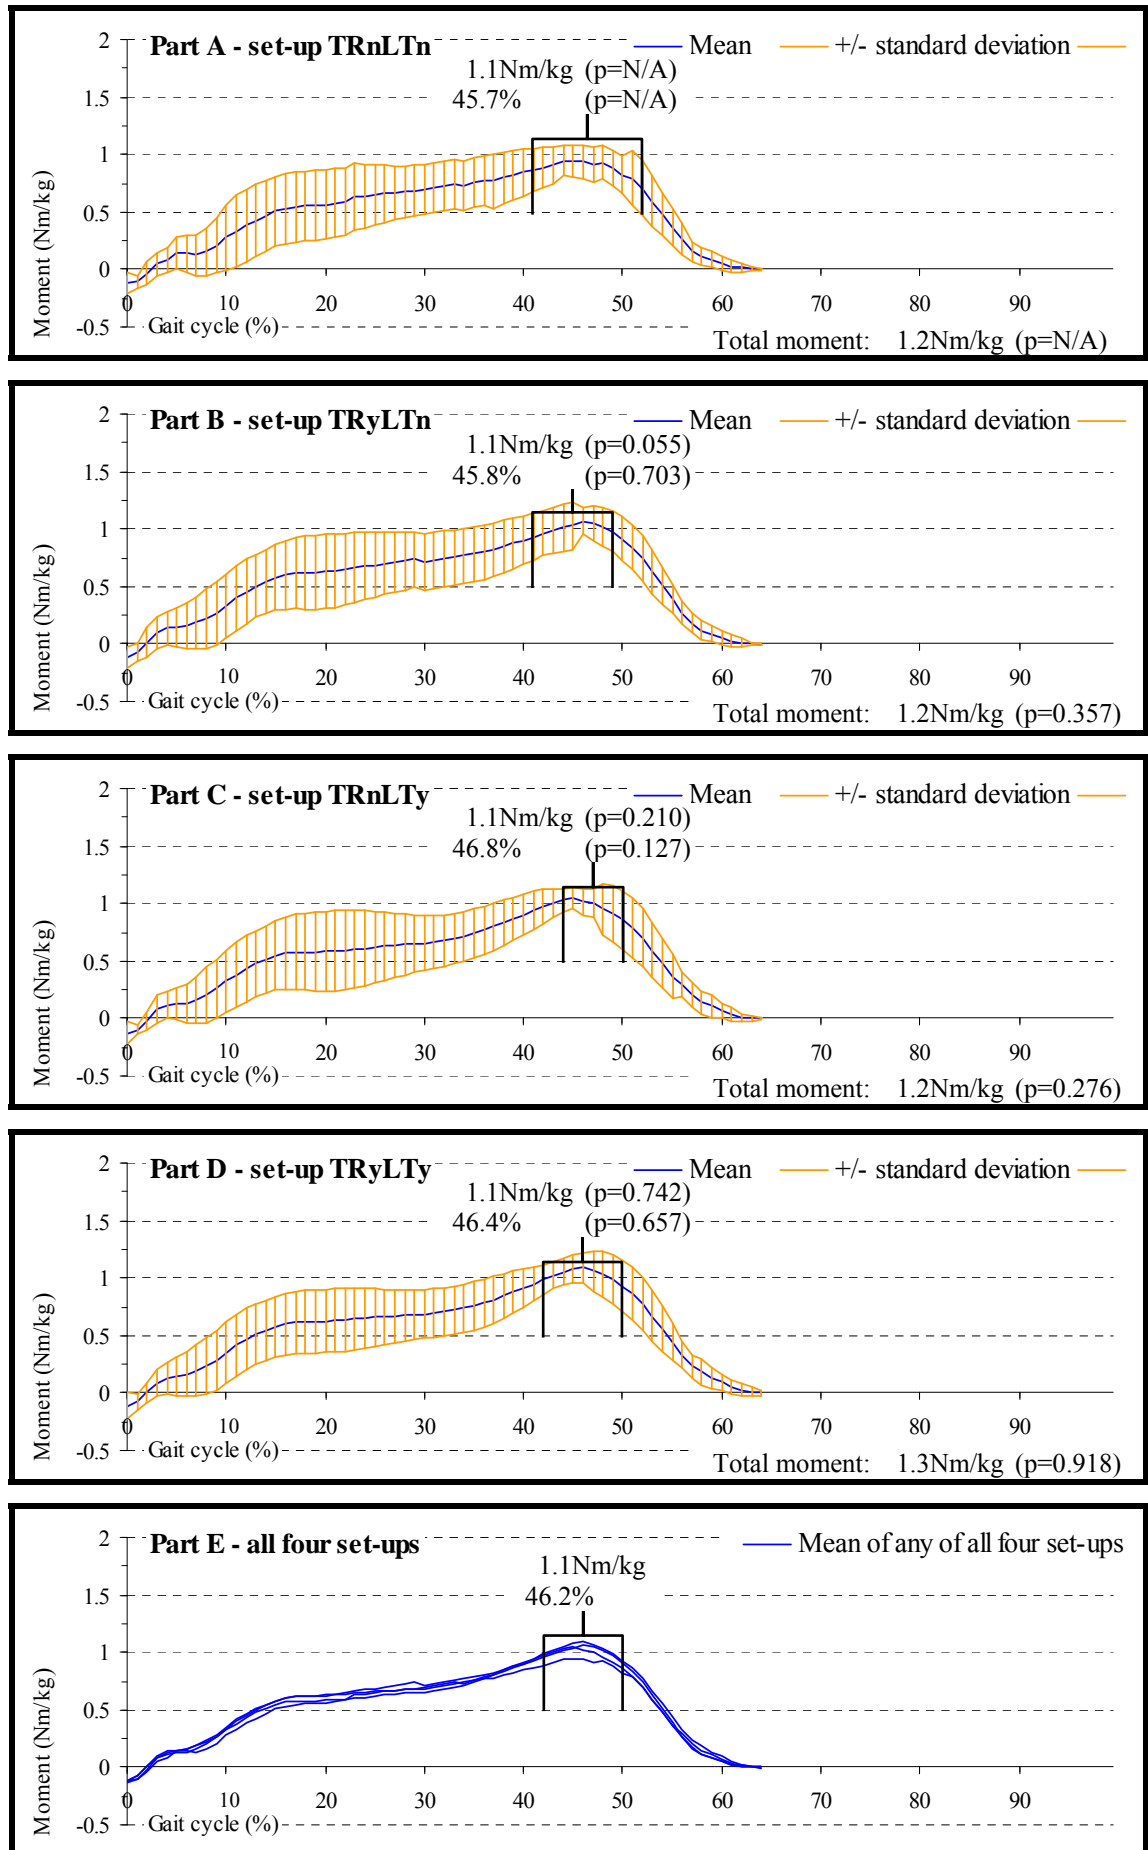 2 Part A - set-up TRnLTn Mean +/- standard deviation
1.1Nm/kg (p=N/A)
1.5 45.7% (p=N/A)
1
0.5
0
0 10 20 30 40 50 60 70 80 90
-0.5 Gait cycle (%)
Moment (Nm/kg)
Total moment: 1.2Nm/kg (p=N/A)
2 Part B - set-up TRyLTn Mean +/- standard deviation
1.1Nm/kg (p=0.055)
1.5 45.8% (p=0.703)
1
0.5
0
0 10 20 30 40 50 60 70 80 90
-0.5 Gait cycle (%)
Moment (Nm/kg)
Total moment: 1.2Nm/kg (p=0.357)
2 Part C - set-up TRnLTy Mean +/- standard deviation
1.1Nm/kg (p=0.210)
1.5 46.8% (p=0.127)
1
0.5
0
0 10 20 30 40 50 60 70 80 90
-0.5 Gait cycle (%)
Moment (Nm/kg)
Total moment: 1.2Nm/kg (p=0.276)
2 Part D - set-up TRyLTy Mean +/- standard deviation
1.1Nm/kg (p=0.742)
1.5 46.4% (p=0.657)
1
0.5
0
0 10 20 30 40 50 60 70 80 90
-0.5 Gait cycle (%)
Moment (Nm/kg)
Total moment: 1.3Nm/kg (p=0.918)
2 Part E - all four set-ups Mean of any of all four set-ups
1.1Nm/kg
1.5 46.2%
1
0.5
0
0 10 20 30 40 50 60 70 80 90
-0.5 Gait cycle (%)
Moment (Nm/kg)